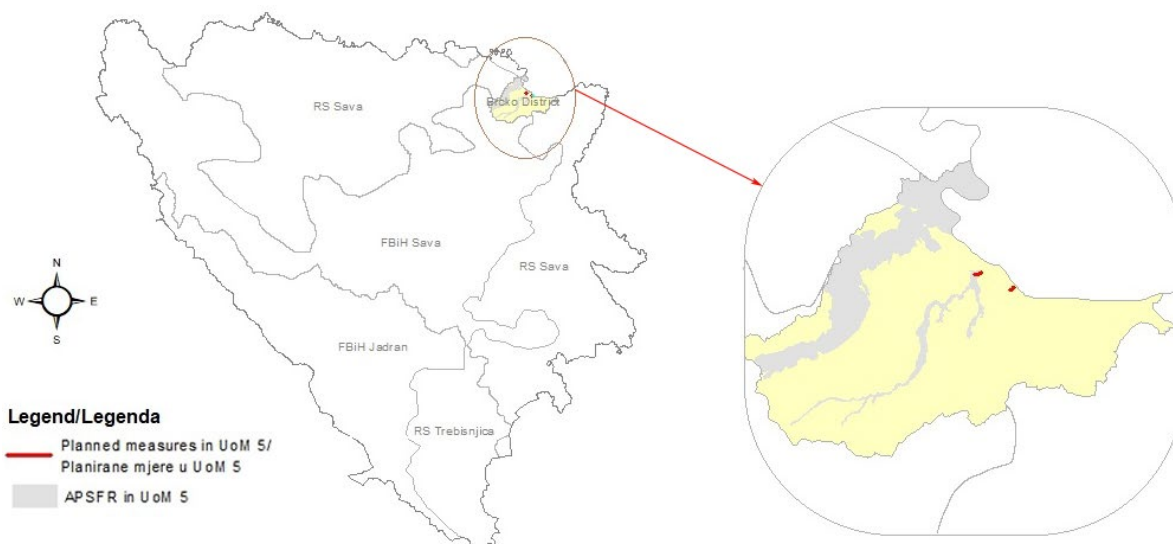 RS Sava
Brcko District
FBiH Sava
RS Sava
FBiH Jadran
RS Trebisnjica
N
W E
S
Legend/Legenda
Planned measures in UoM 5/
Planirane mjere u UoM 5
APSFR in UoM 5